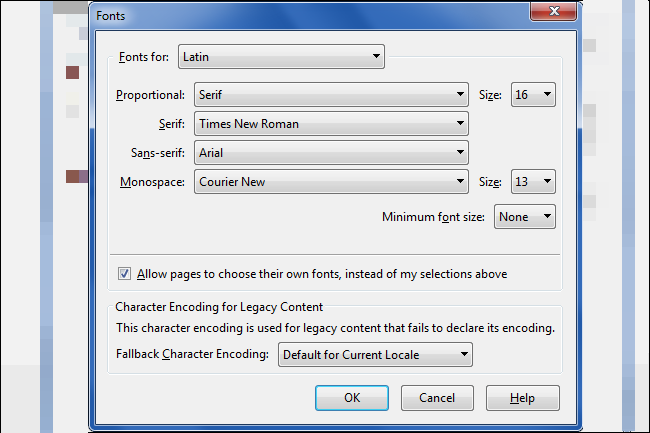 Fonts
Fonts for: Latin
Proportional: Serif Size: 16
Serif: Times New Roman
Sans-serif: Arial
Monospace: Courier New Size: 13
Minimum font size: None
Allow pages to choose their own fonts, instead of my selections above
Character Encoding for Legacy Content
This character encoding is used for legacy content that fails to declare its encoding.
Fallback Character Encoding: Default for Current Locale
OK Cancel Help